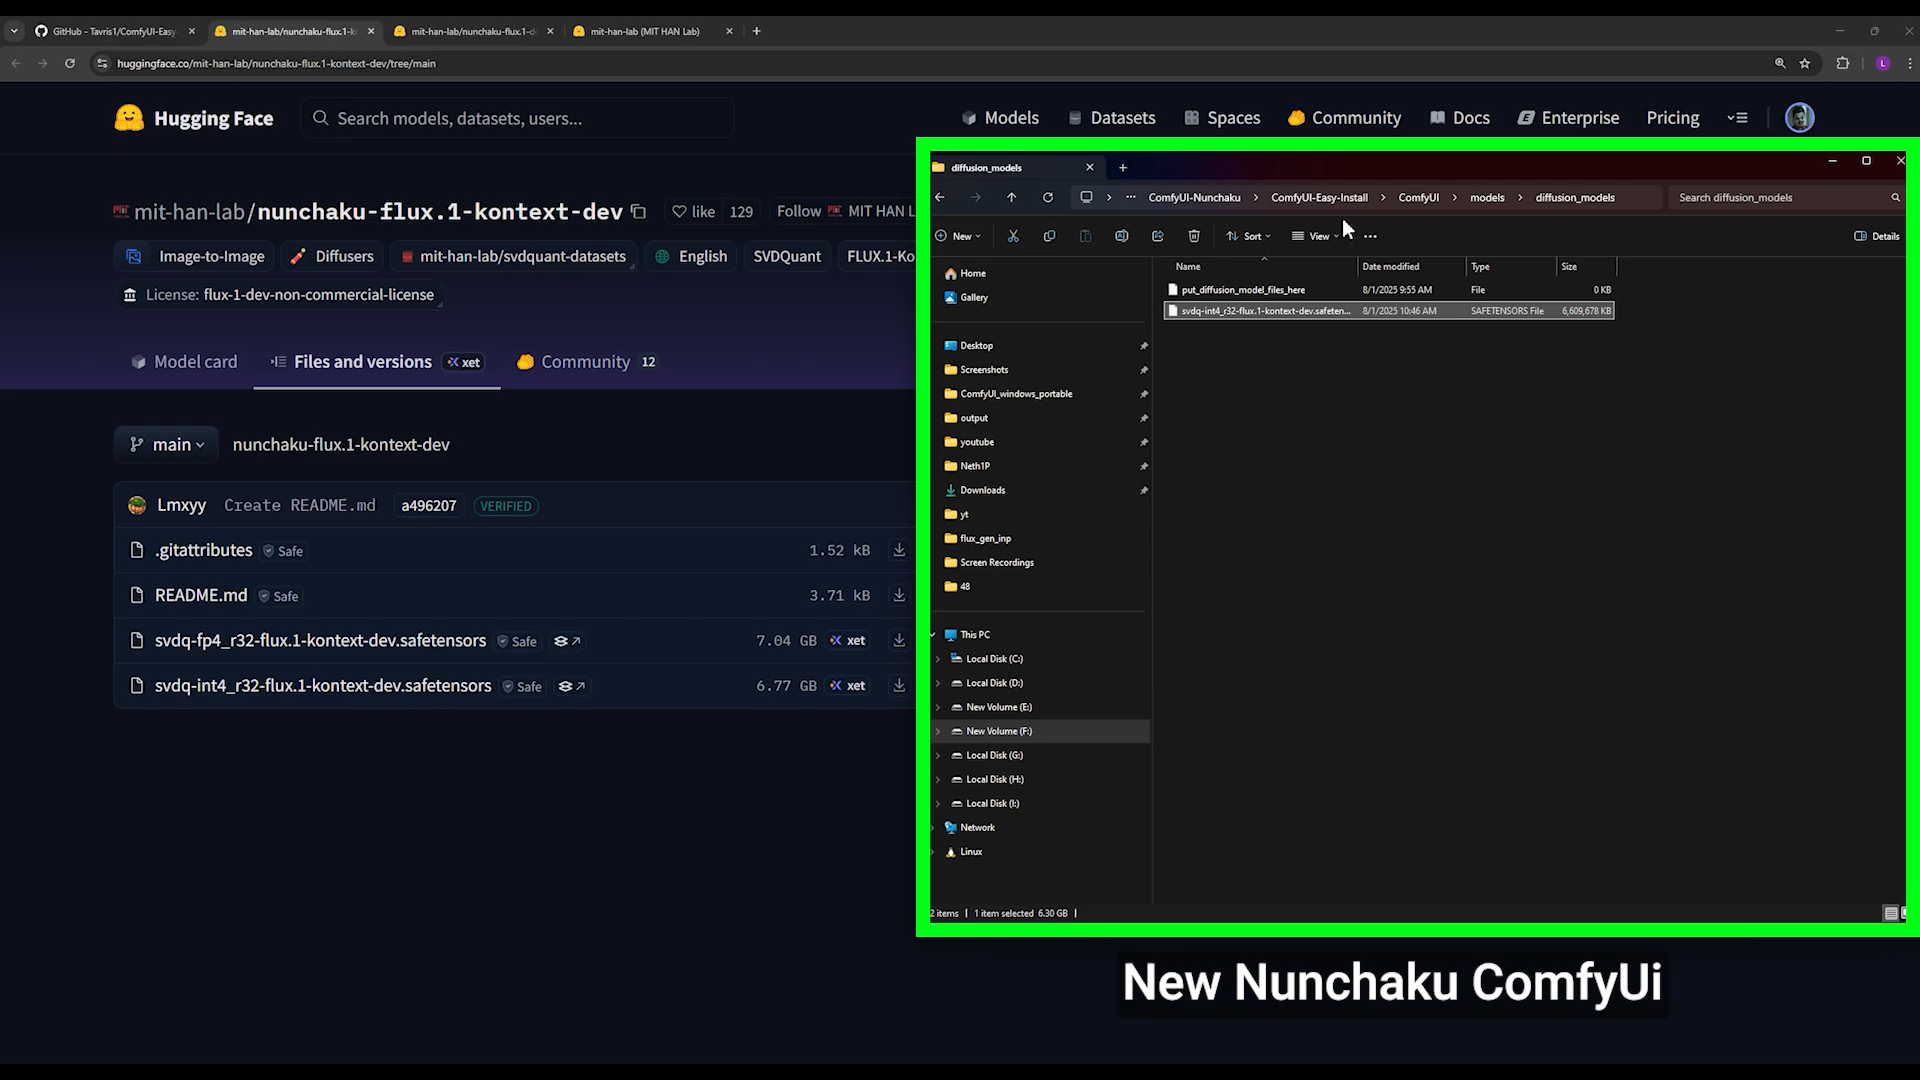 GitHub - Tavris1/ComfyUI-Easy-
mit-han-lab/nunchaku-flux.1-k
mit-han-lab/nunchaku-flux.1-d
mit-han-lab (MIT HAN Lab)
huggingface.co/mit-han-lab/nunchaku-flux.1-kontext-dev/tree/main
L
Hugging Face
Search models, datasets, users...
Models
Datasets
Spaces
Community
Docs
Enterprise
Pricing
mit-han-lab/nunchaku-flux.1-kontext-dev
like 129
Follow MIT HAN L
Image-to-Image
Diffusers
mit-han-lab/svdquant-datasets
English
SVDQuant
FLUX.1-Ko
License: flux-1-dev-non-commercial-license
Model card
Files and versions
xet
Community 12
main
nunchaku-flux.1-kontext-dev
Lmxyy Create README.md a496207 VERIFIED
.gitattributes Safe 1.52 kB
README.md Safe 3.71 kB
svdq-fp4_r32-flux.1-kontext-dev.safetensors Safe 7.04 GB xet
svdq-int4_r32-flux.1-kontext-dev.safetensors Safe 6.77 GB xet
diffusion_models
ComfyUI-Nunchaku > ComfyUI-Easy-Install > ComfyUI > models > diffusion_models
Search diffusion_models
New
Sort
View
Details
Name Date modified Type Size
put_diffusion_model_files_here 8/1/2025 9:55 AM File 0 KB
svdq-int4_r32-flux.1-kontext-dev.safeten... 8/1/2025 10:46 AM SAFETENSORS File 6,609,678 KB
Home
Gallery
Desktop
Screenshots
ComfyUI_windows_portable
output
youtube
Neth1P
Downloads
yt
flux_gen_inp
Screen Recordings
48
This PC
Local Disk (C:)
Local Disk (D:)
New Volume (E:)
New Volume (F:)
Local Disk (G:)
Local Disk (H:)
Local Disk (I:)
Network
Linux
2 items | 1 item selected 6.30 GB |
New Nunchaku ComfyUi